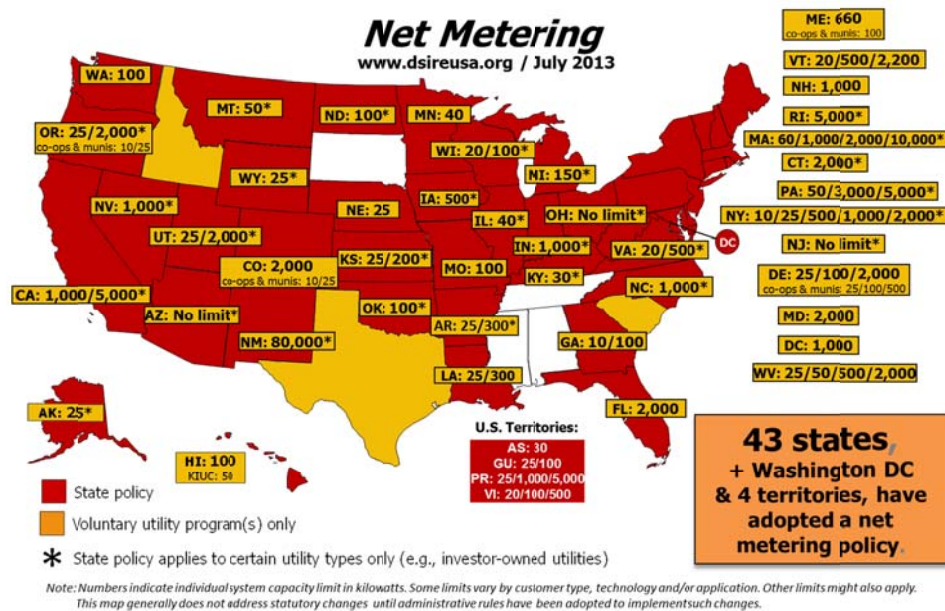 Net Metering
www.dsireusa.org / July 2013
ME: 660
co-ops & munis: 100
VT: 20/500/2,200
NH: 1,000
RI: 5,000*
MA: 60/1,000/2,000/10,000*
CT: 2,000*
PA: 50/3,000/5,000*
NY: 10/25/500/1,000/2,000*
NJ: No limit*
DE: 25/100/2,000
co-ops & munis: 25/100/500
MD: 2,000
DC: 1,000
WV: 25/50/500/2,000
WA: 100
MT: 50*
ND: 100*
MN: 40
OR: 25/2,000*
co-ops & munis: 10/25
WI: 20/100*
WY: 25*
MI: 150*
NV: 1,000*
NE: 25
IA: 500*
IL: 40*
OH: No limit*
UT: 25/2,000*
IN: 1,000*
VA: 20/500*
DC
CO: 2,000
co-ops & munis: 10/25
KS: 25/200*
MO: 100
KY: 30*
CA: 1,000/5,000*
NC: 1,000*
AZ: No limit*
OK: 100*
AR: 25/300*
NM: 80,000*
GA: 10/100
LA: 25/300
AK: 25*
FL: 2,000
HI: 100
KIUC: 50
U.S. Territories:
AS: 30
GU: 25/100
PR: 25/1,000/5,000
VI: 20/100/500
43 states,
+ Washington DC
& 4 territories, have
adopted a net
metering policy.
State policy
Voluntary utility program(s) only
* State policy applies to certain utility types only (e.g., investor-owned utilities)
Note: Numbers indicate individual system capacity limit in kilowatts. Some limits vary by customer type, technology and/or application. Other limits might also apply.
This map generally does not address statutory changes until administrative rules have been adopted to implement such changes.